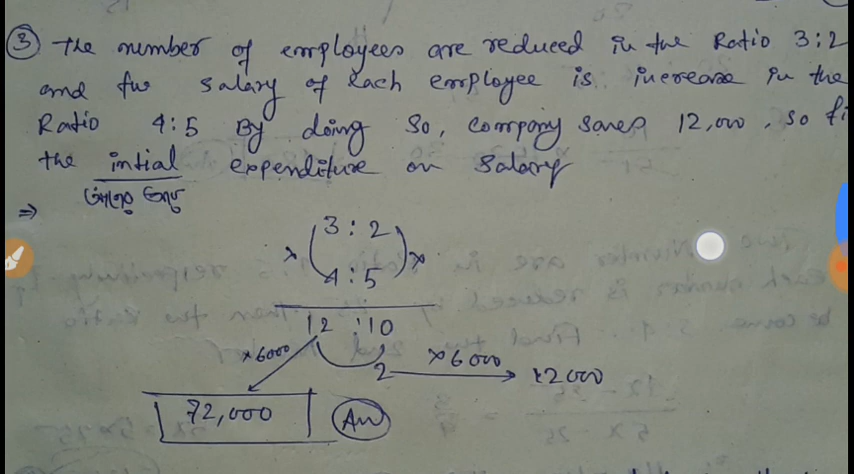 ③ The number of employees are reduced in the Ratio 3:2
and the salary of each employee is increase in the
Ratio 4:5 By doing so, company saves 12,000, so fi
the intial expenditure on salary
⇒
× (3 : 2) ×
4 : 5
12 : 10
×6000 2 ×6000 → 12000
72,000 Ans